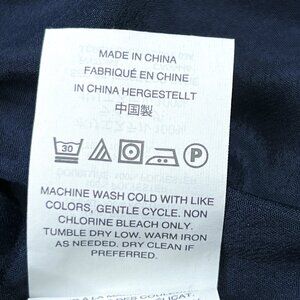 MADE IN CHINA
FABRIQUÉ EN CHINE
IN CHINA HERGESTELLT
中国製
30
P
MACHINE WASH COLD WITH LIKE
COLORS, GENTLE CYCLE. NON
CHLORINE BLEACH ONLY.
TUMBLE DRY LOW. WARM IRON
AS NEEDED. DRY CLEAN IF
PREFERRED.